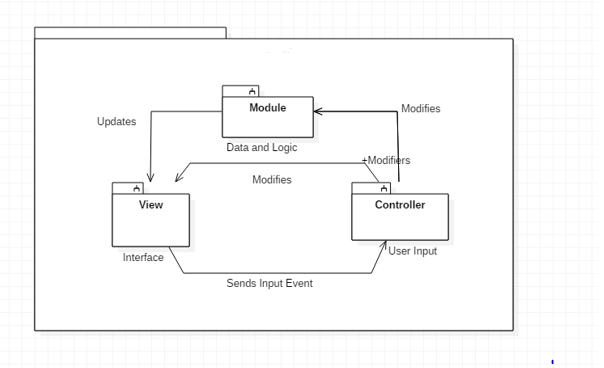 Module
Modifies
Updates
Data and Logic
+Modifiers
Modifies
View
Controller
User Input
Interface
Sends Input Event